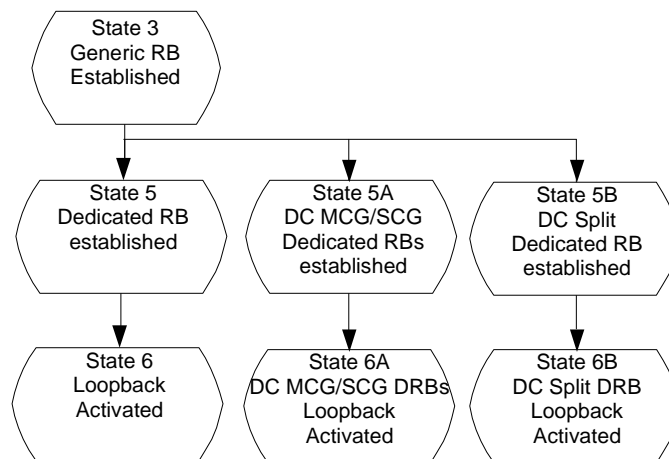 State 3
Generic RB
Established
State 5
Dedicated RB
established
State 5A
DC MCG/SCG
Dedicated RBs
established
State 5B
DC Split
Dedicated RB
established
State 6
Loopback
Activated
State 6A
DC MCG/SCG DRBs
Loopback
Activated
State 6B
DC Split DRB
Loopback
Activated